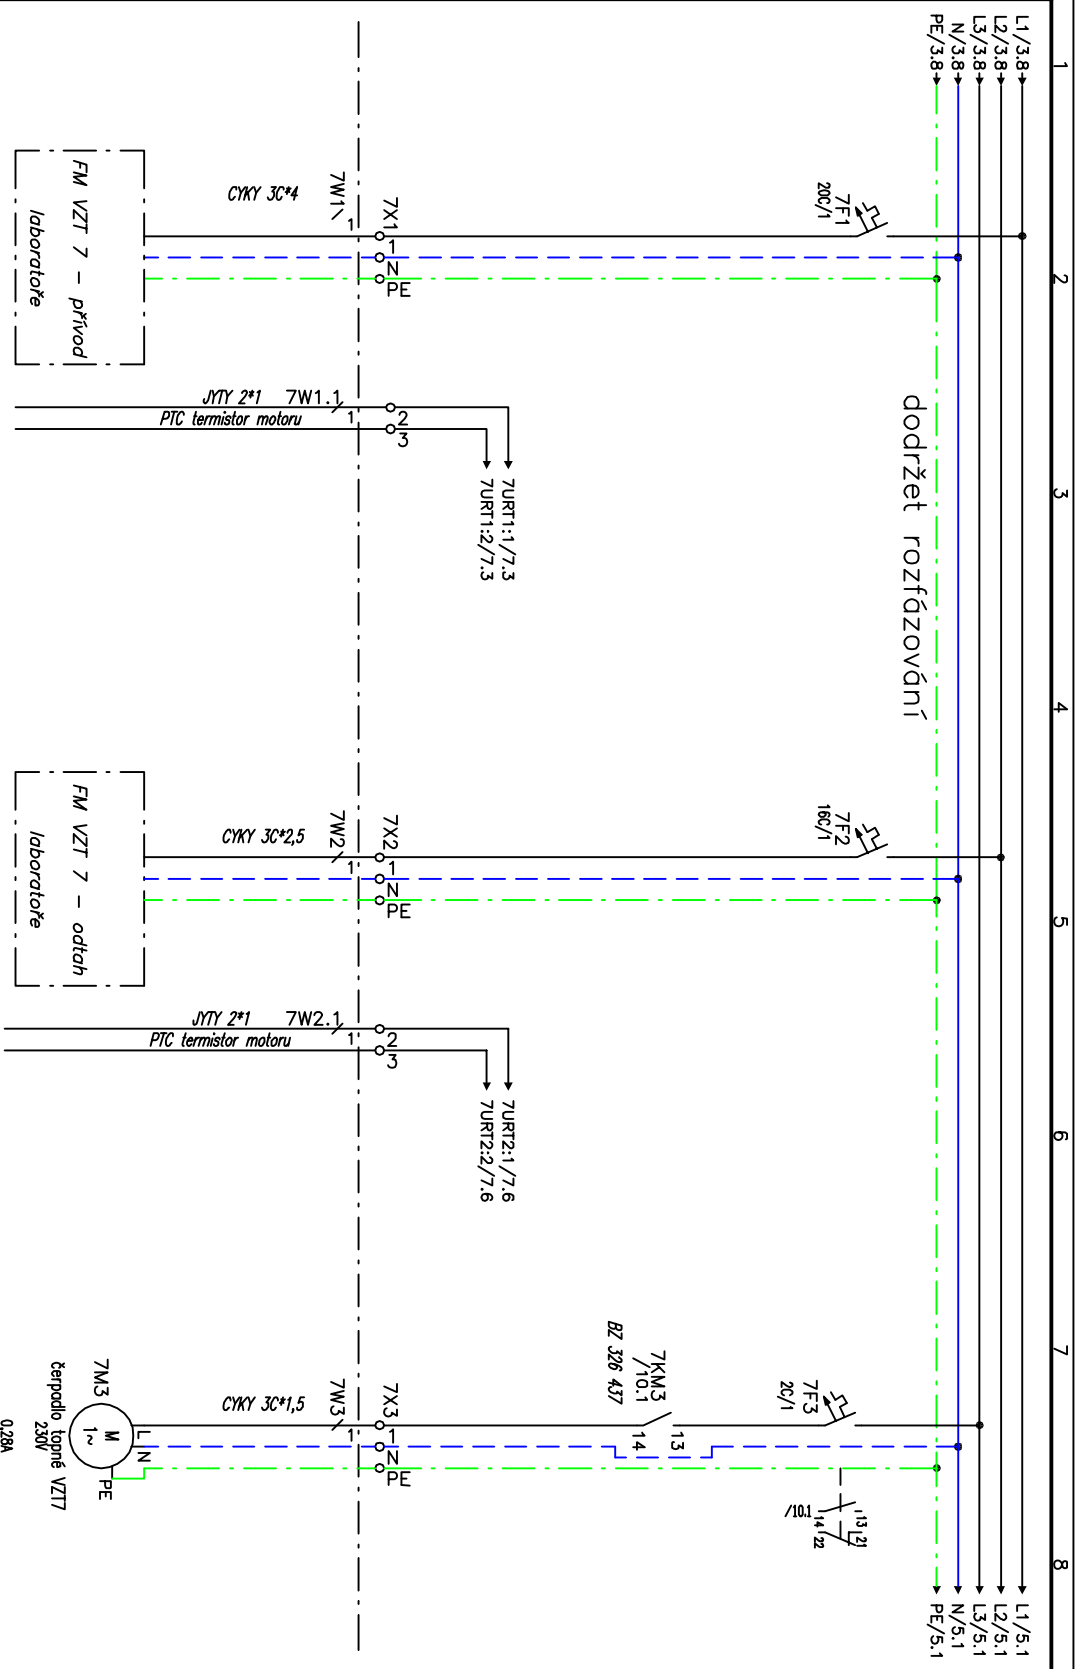 1
2
3
4
5
6
7
8
L1/3.8
L2/3.8
L3/3.8
N/3.8
PE/3.8
L1/5.1
L2/5.1
L3/5.1
N/5.1
PE/5.1
dodržet rozfázování
7F1
20C/1
7F2
16C/1
7F3
2C/1
13
21
14
22
/10.1
7KM3
/10.1
BZ 326 437
13
14
7URT1:1/7.3
7URT1:2/7.3
7URT2:1/7.6
7URT2:2/7.6
7X1
1
N
PE
2
3
7X2
1
N
PE
2
3
7X3
1
N
PE
7W1
1
CYKY 3C*4
7W1.1
1
JYTY 2*1
PTC termistor motoru
7W2
1
CYKY 3C*2,5
7W2.1
1
JYTY 2*1
PTC termistor motoru
7W3
1
CYKY 3C*1,5
FM VZT 7 - přívod
laboratoře
FM VZT 7 - odtah
laboratoře
7M3
M
1~
L
N
PE
čerpadlo topné VZT7
230V
0,28A